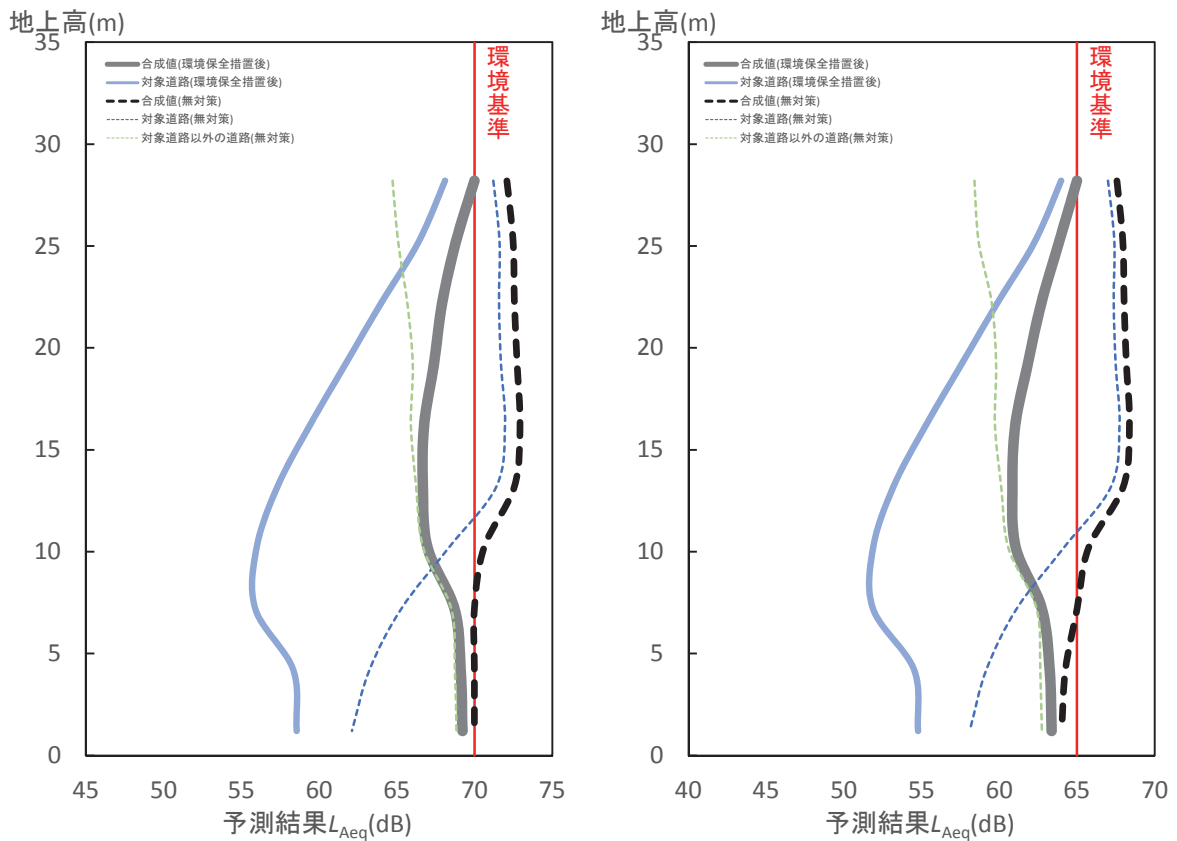 地上高(m)
35
30
25
20
15
10
5
0
合成値(環境保全措置後)
対象道路(環境保全措置後)
合成値(無対策)
対象道路(無対策)
対象道路以外の道路(無対策)
環境基準
45 50 55 60 65 70 75
予測結果LAeq(dB)
地上高(m)
35
30
25
20
15
10
5
0
合成値(環境保全措置後)
対象道路(環境保全措置後)
合成値(無対策)
対象道路(無対策)
対象道路以外の道路(無対策)
環境基準
40 45 50 55 60 65 70
予測結果LAeq(dB)